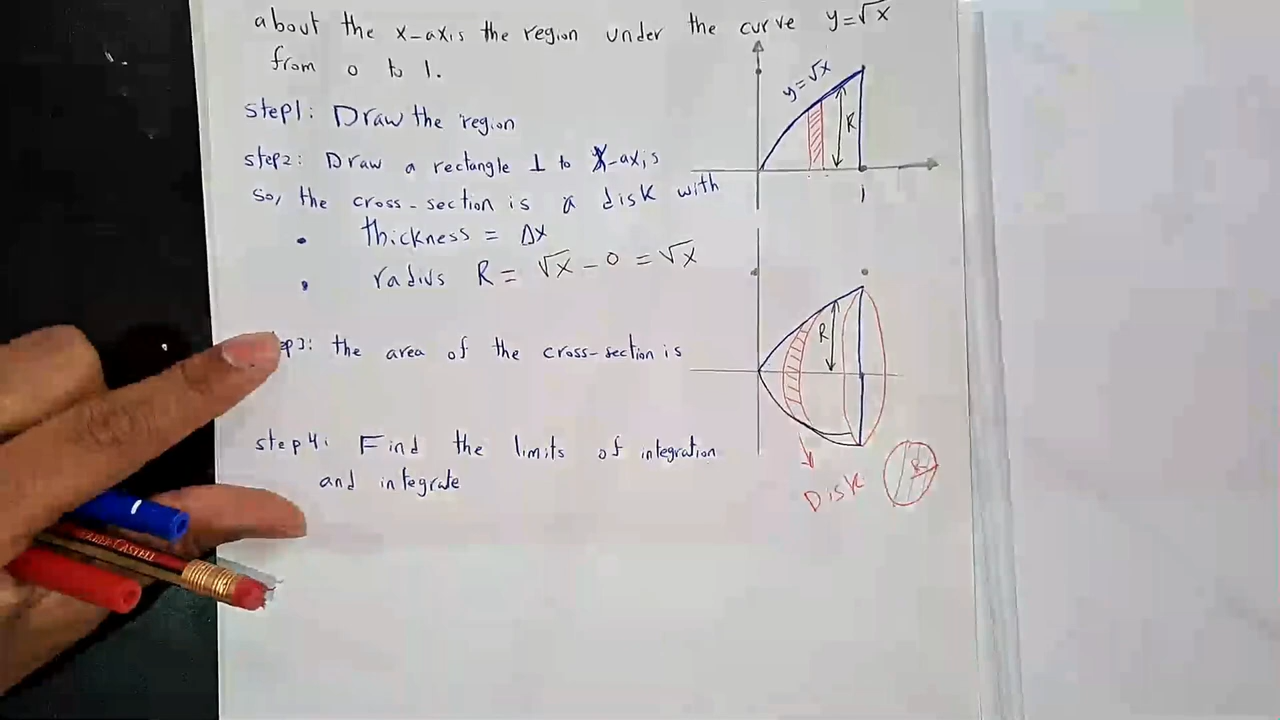 about the x-axis the region under the curve y=√x
from 0 to 1.
step1: Draw the region
step2: Draw a rectangle ⊥ to X-axis
so, the cross-section is a disk with
• thickness = Δx
• radius R = √x - 0 = √x
ep3: the area of the cross-section is
step4: Find the limits of integration
and integrate
y=√x
R
1
R
Disk
R
FABER-CASTELL